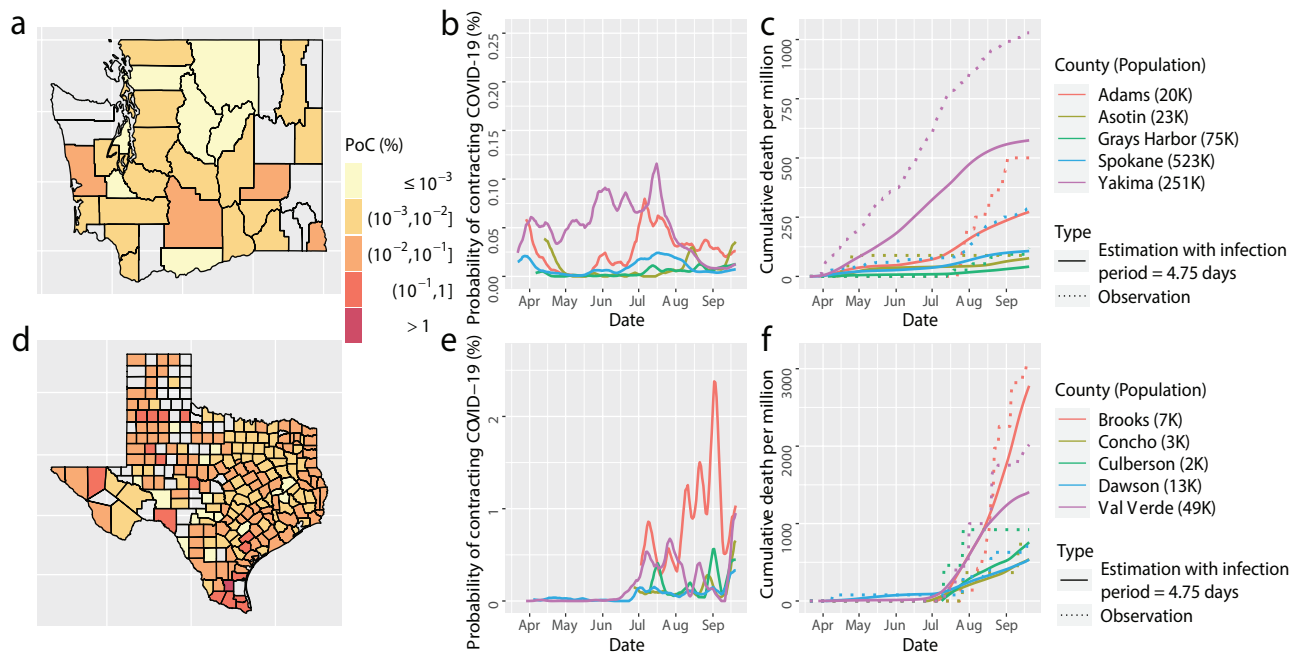 a
PoC (%)
≤ 10⁻³
(10⁻³,10⁻²]
(10⁻²,10⁻¹]
(10⁻¹,1]
> 1
b
Probability of contracting COVID-19 (%)
0.25
0.20
0.15
0.10
0.05
0.00
Apr May Jun Jul Aug Sep
Date
c
Cumulative death per million
1000
750
500
250
0
Apr May Jun Jul A ug Sep
Date
County (Population)
Adams (20K)
Asotin (23K)
Grays Harbor (75K)
Spokane (523K)
Yakima (251K)
Type
Estimation with infection
period = 4.75 days
Observation
d
e
Probability of contracting COVID−19 (%)
2
1
0
Apr May Jun Jul A ug Sep
Date
f
Cumulative death per million
3000
2000
1000
0
Apr May Jun Jul A ug Sep
Date
County (Population)
Brooks (7K)
Concho (3K)
Culberson (2K)
Dawson (13K)
Val Verde (49K)
Type
Estimation with infection
period = 4.75 days
Observation